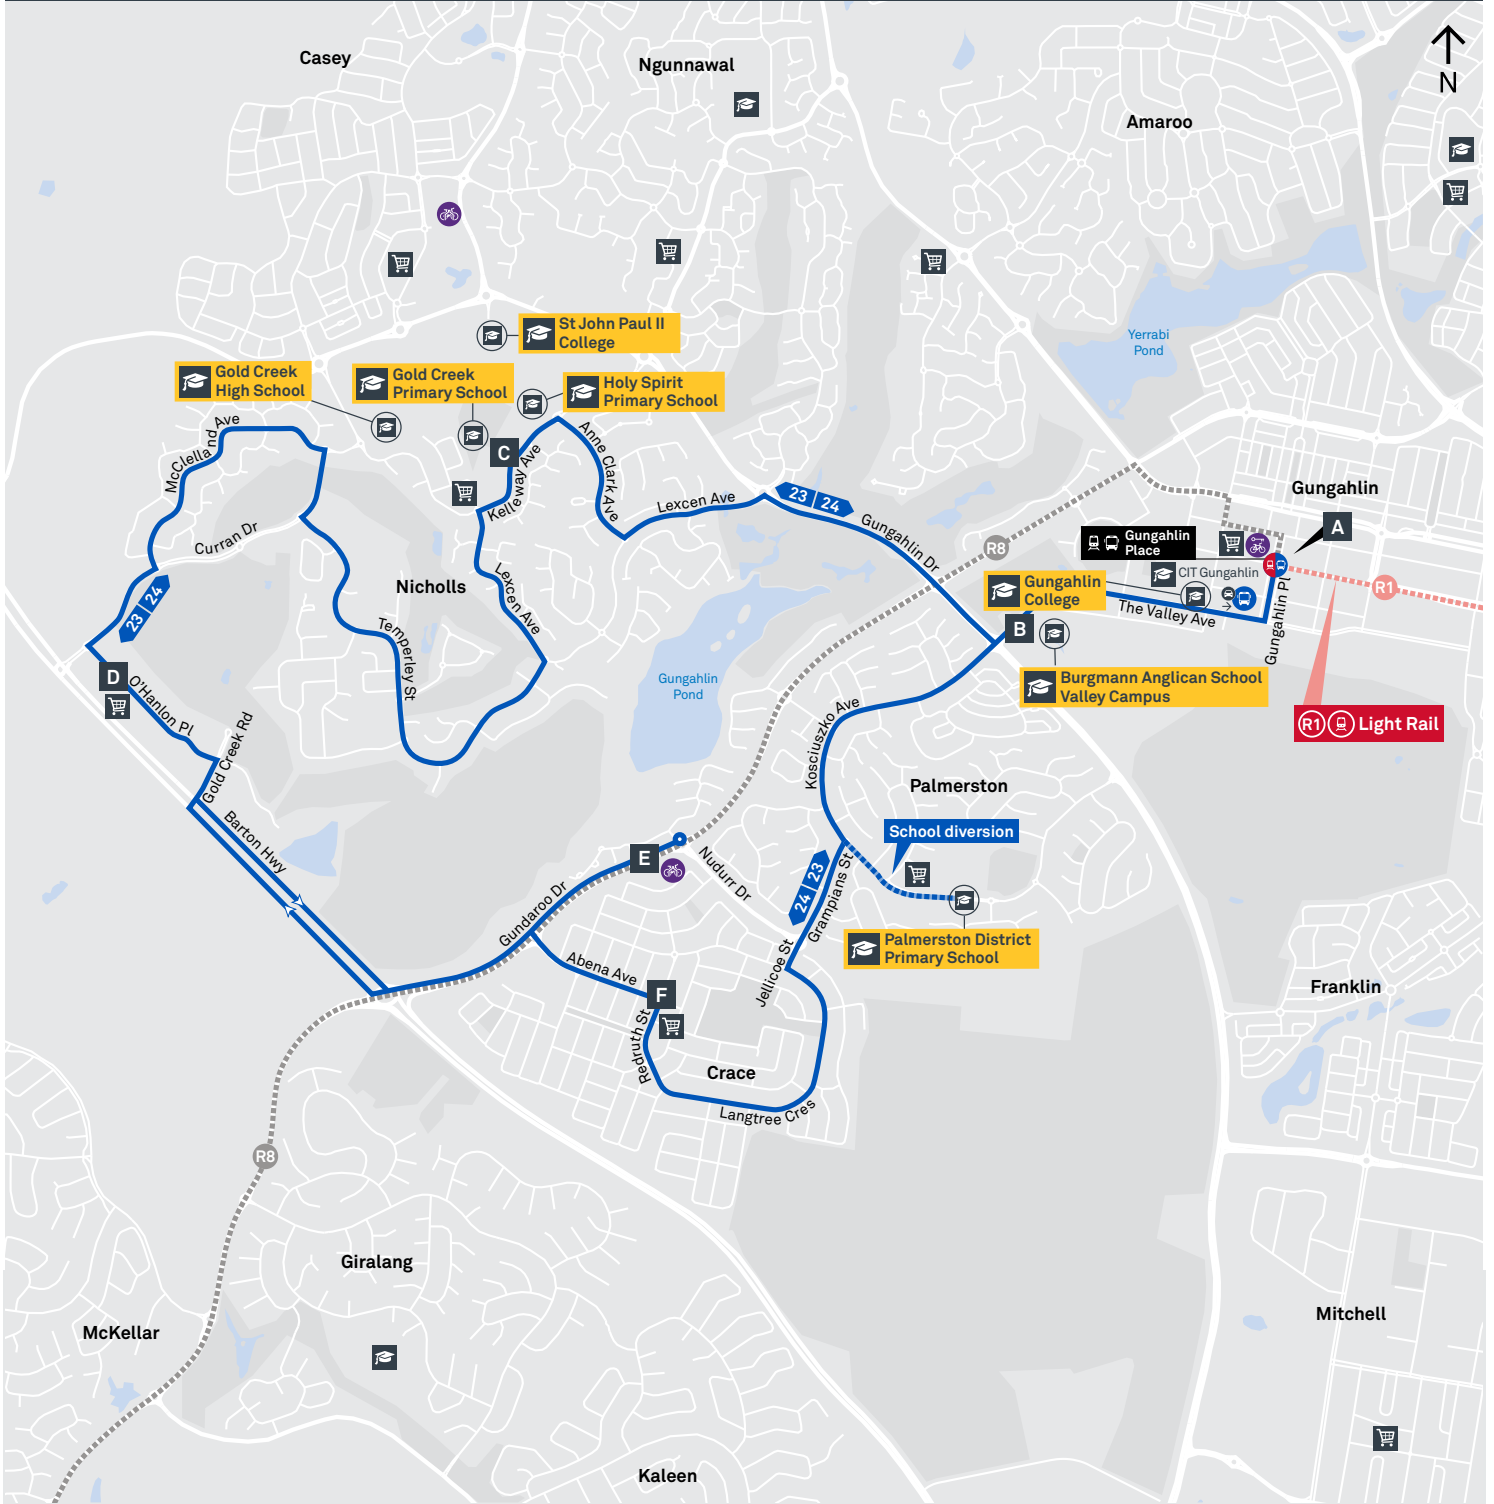 Casey
Ngunnawal
Amaroo
N
Yerrabi
Pond
St John Paul II
College
Gold Creek
High School
Gold Creek
Primary School
Holy Spirit
Primary School
McClelland Ave
C
Kelleway Ave
Anne Clark Ave
Lexcen Ave
23 24
Gungahlin Dr
Gungahlin
A
Gungahlin
Place
CIT Gungahlin
R8
R1
Curran Dr
Nicholls
Lexcen Ave
Gungahlin
College
The Valley Ave
Gungahlin Pl
23 24
B
Temperley St
Gungahlin
Pond
Burgmann Anglican School
Valley Campus
D
O'Hanlon Pl
Gold Creek Rd
Kosciuszko Ave
R1 Light Rail
Palmerston
Barton Hwy
School diversion
E
Nudurr Dr
24 23
Grampians St
Gundaroo Dr
Palmerston District
Primary School
Abena Ave
Jellicoe St
F
Redruth St
Franklin
Crace
Langtree Cres
R8
Giralang
McKellar
Mitchell
Kaleen